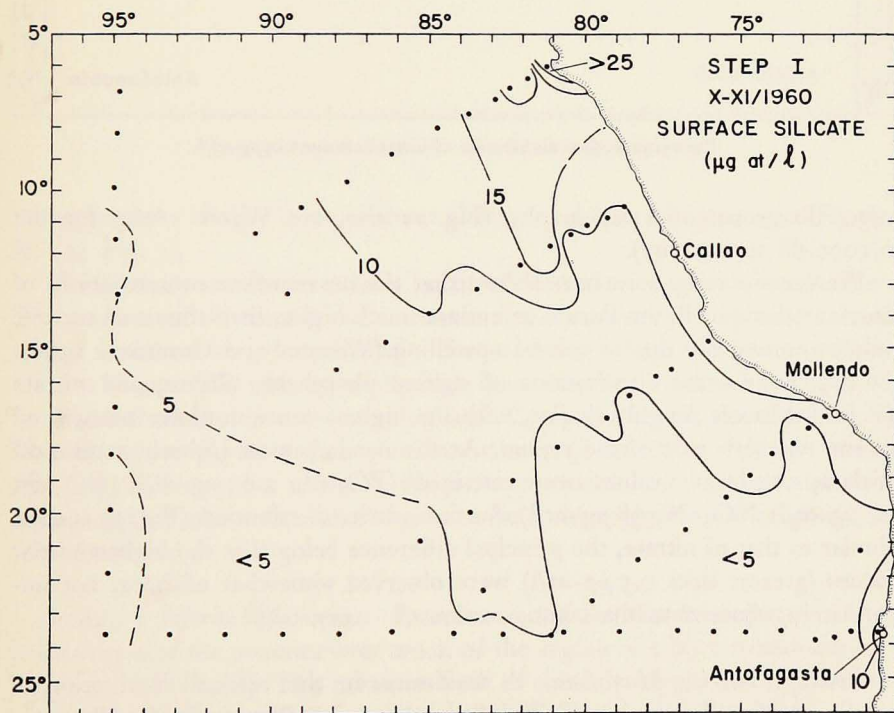 95° 90° 85° 80° 75°
5°
>25
STEP I
X-XI/1960
SURFACE SILICATE
(μg at/ℓ)
10°
15
Callao
10
15°
Mollendo
5
20°
<5
<5
25°
Antofagasta
10